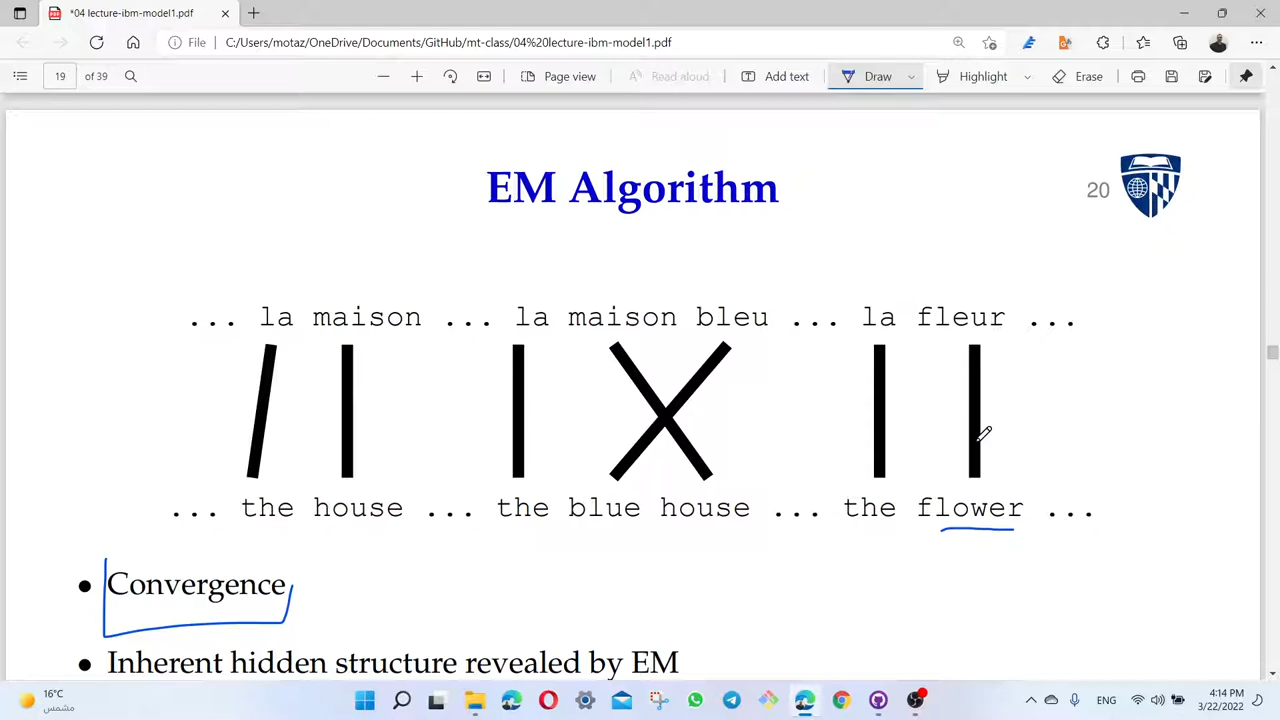 *04 lecture-ibm-model1.pdf
File C:/Users/motaz/OneDrive/Documents/GitHub/mt-class/04%20lecture-ibm-model1.pdf
19 of 39 Page view Read aloud Add text Draw Highlight Erase
EM Algorithm
20
... la maison ... la maison bleu ... la fleur ...
... the house ... the blue house ... the flower ...
• Convergence
• Inherent hidden structure revealed by EM
16°C
مشمس
ENG
4:14 PM
3/22/2022